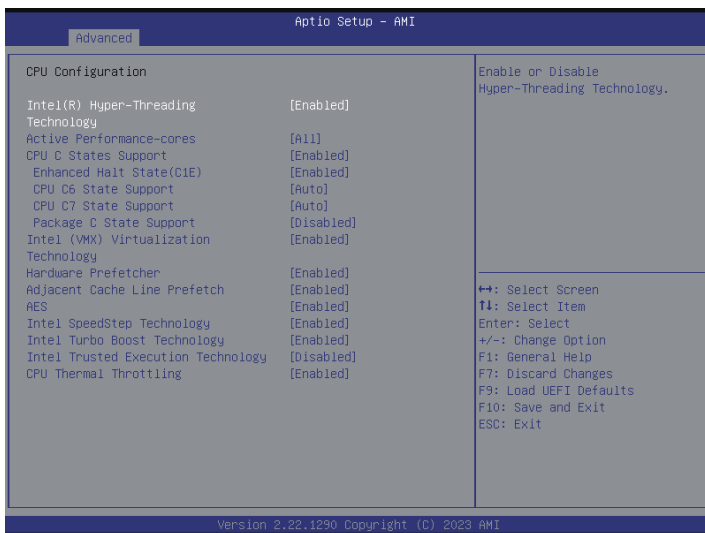 Aptio Setup – AMI
Advanced
CPU Configuration
Intel(R) Hyper-Threading [Enabled]
Technology
Active Performance-cores [All]
CPU C States Support [Enabled]
Enhanced Halt State(C1E) [Enabled]
CPU C6 State Support [Auto]
CPU C7 State Support [Auto]
Package C State Support [Disabled]
Intel (VMX) Virtualization [Enabled]
Technology
Hardware Prefetcher [Enabled]
Adjacent Cache Line Prefetch [Enabled]
AES [Enabled]
Intel SpeedStep Technology [Enabled]
Intel Turbo Boost Technology [Enabled]
Intel Trusted Execution Technology [Disabled]
CPU Thermal Throttling [Enabled]
Enable or Disable
Hyper-Threading Technology.
↔: Select Screen
↑↓: Select Item
Enter: Select
+/-: Change Option
F1: General Help
F7: Discard Changes
F9: Load UEFI Defaults
F10: Save and Exit
ESC: Exit
Version 2.22.1290 Copyright (C) 2023 AMI